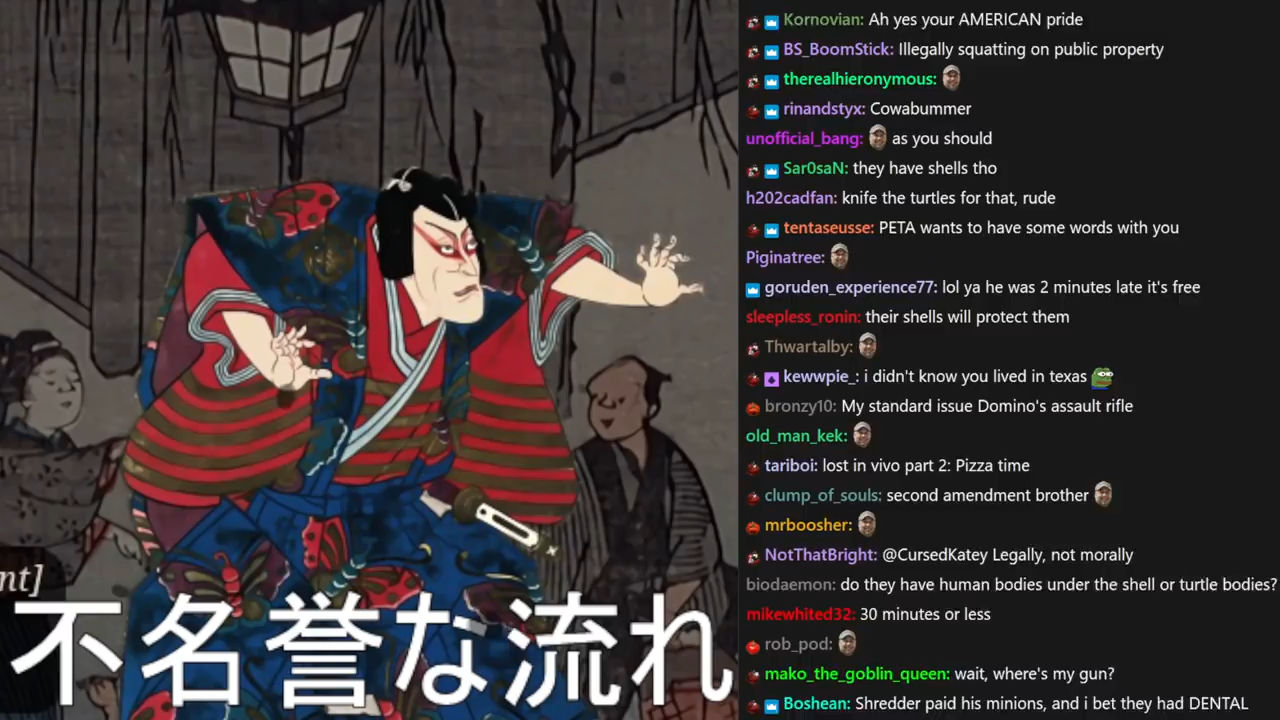 nt]
不名誉な流れ
Kornovian: Ah yes your AMERICAN pride
BS_BoomStick: Illegally squatting on public property
therealhieronymous:
rinandstyx: Cowabummer
unofficial_bang: as you should
Sar0saN: they have shells tho
h202cadfan: knife the turtles for that, rude
tentaseusse: PETA wants to have some words with you
Piginatree:
goruden_experience77: lol ya he was 2 minutes late it's free
sleepless_ronin: their shells will protect them
Thwartalby:
kewwpie_: i didn't know you lived in texas
bronzy10: My standard issue Domino's assault rifle
old_man_kek:
tariboi: lost in vivo part 2: Pizza time
clump_of_souls: second amendment brother
mrboosher:
NotThatBright: @CursedKatey Legally, not morally
biodaemon: do they have human bodies under the shell or turtle bodies?
mikewhited32: 30 minutes or less
rob_pod:
mako_the_goblin_queen: wait, where's my gun?
Boshean: Shredder paid his minions, and i bet they had DENTAL